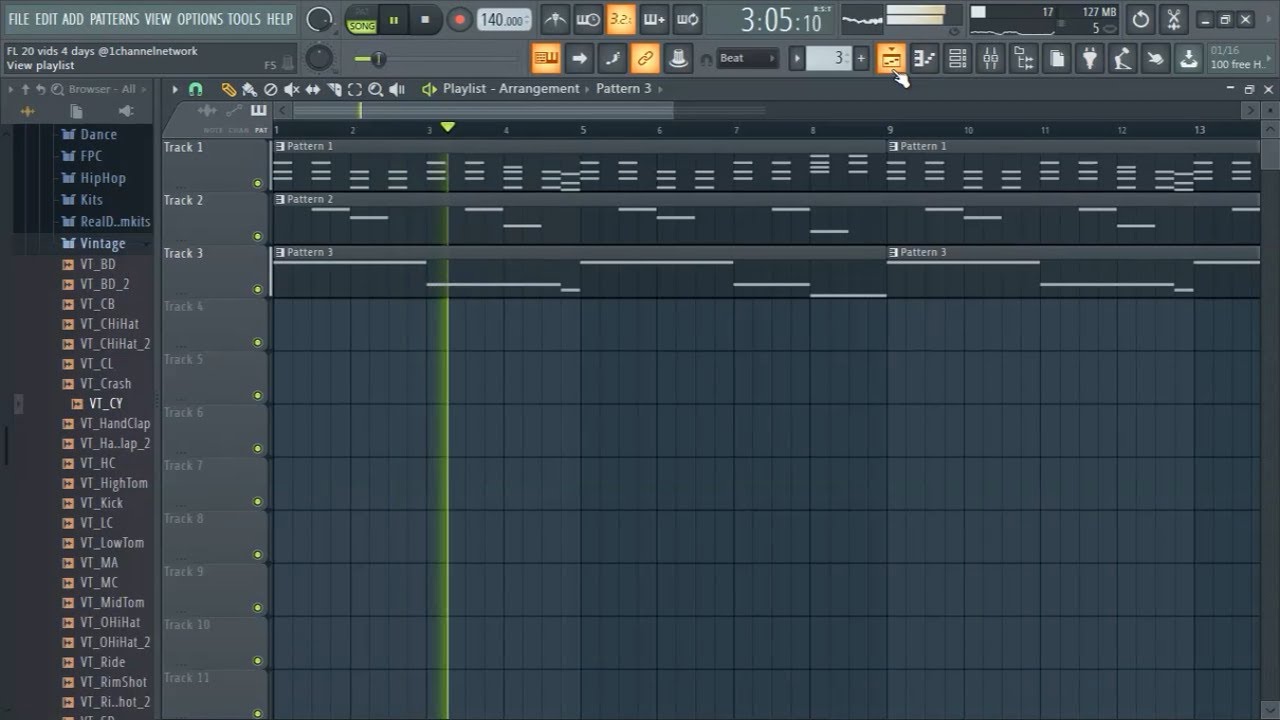 FILE EDIT ADD PATTERNS VIEW OPTIONS TOOLS HELP
SONG
140.000
3.2.
3:05:10
B:S:T
17
127 MB
5
FL 20 vids 4 days @1channelnetwork
View playlist
F5
Beat
3
01/16
100 free H..
Browser - All
Playlist - Arrangement
Pattern 3
NOTE CHAN PAT
1 2 3 4 5 6 7 8 9 10 11 12 13
Dance
FPC
HipHop
Kits
RealD..mkits
Vintage
VT_BD
VT_BD_2
VT_CB
VT_CHiHat
VT_CHiHat_2
VT_CL
VT_Crash
VT_CY
VT_HandClap
VT_Ha..lap_2
VT_HC
VT_HighTom
VT_Kick
VT_LC
VT_LowTom
VT_MA
VT_MC
VT_MidTom
VT_OHiHat
VT_OHiHat_2
VT_Ride
VT_RimShot
VT_Ri..hot_2
Track 1
Pattern 1
Pattern 1
Track 2
Pattern 2
Track 3
Pattern 3
Pattern 3
Track 4
Track 5
Track 6
Track 7
Track 8
Track 9
Track 10
Track 11